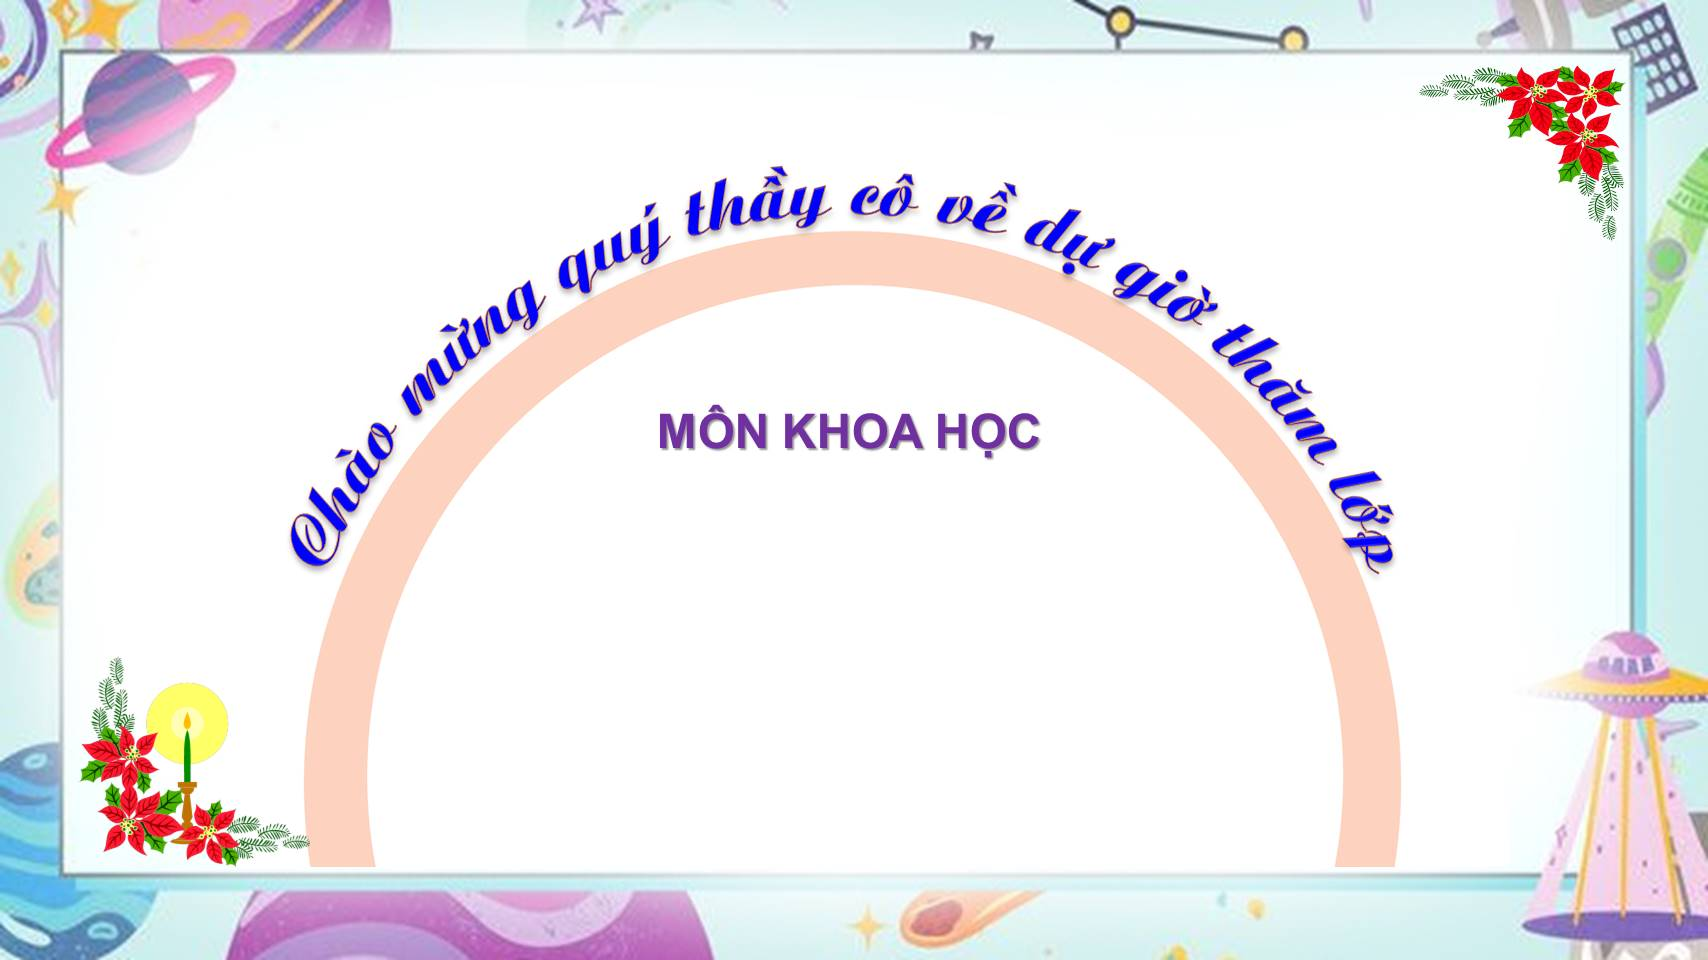 Chào mừng quý thầy cô về dự giờ thăm lớp
MÔN KHOA HỌC